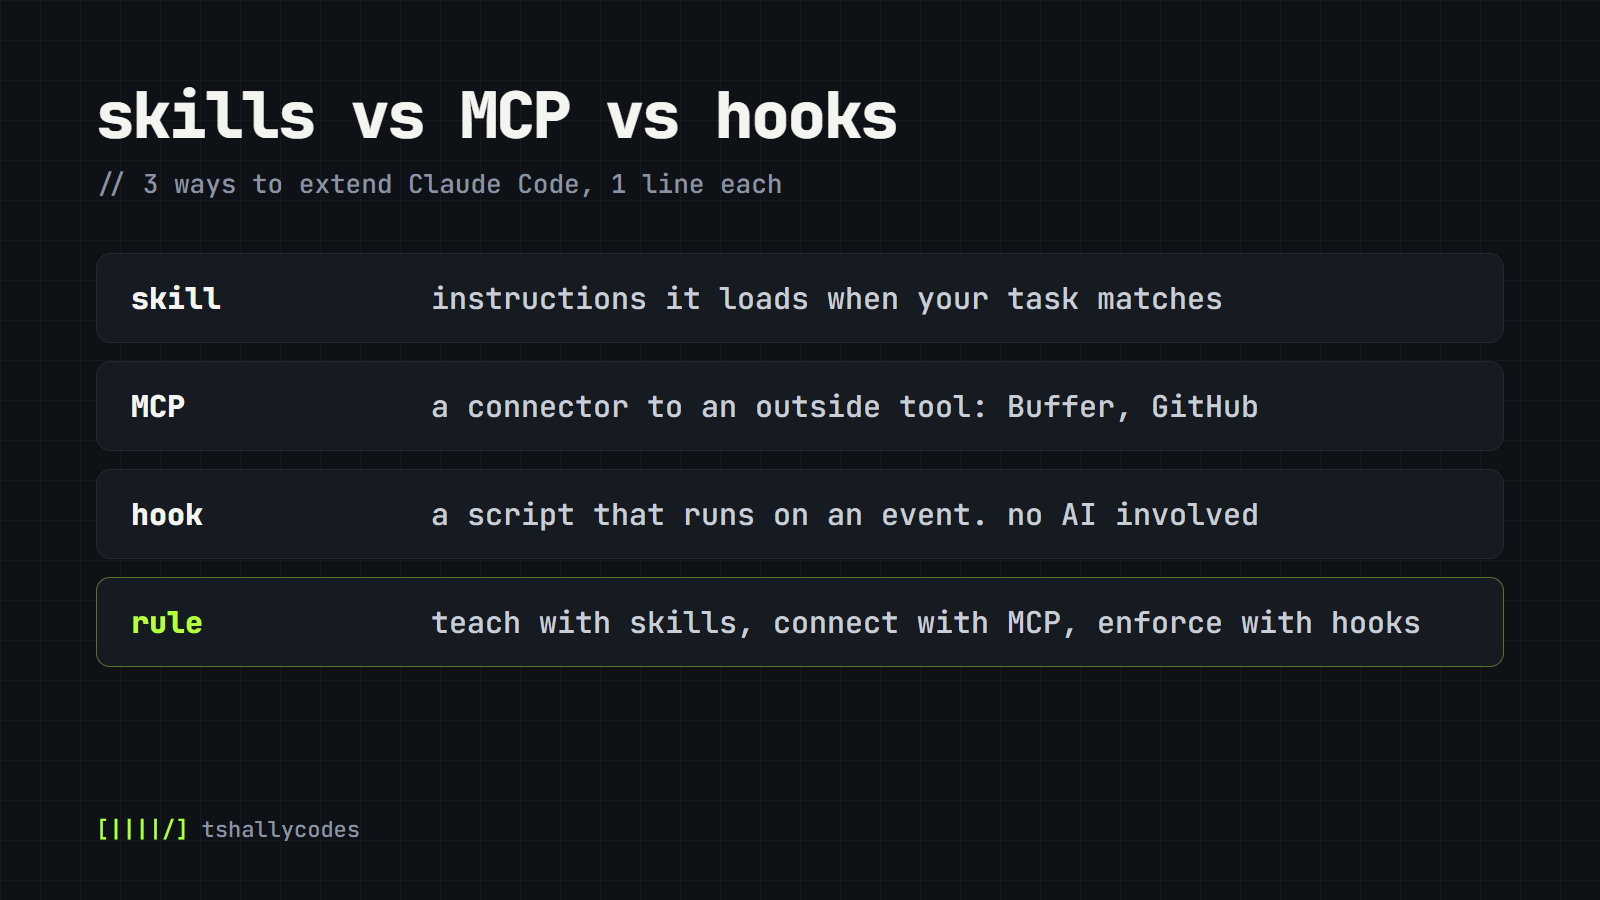 skills vs MCP vs hooks
// 3 ways to extend Claude Code, 1 line each
skill instructions it loads when your task matches
MCP a connector to an outside tool: Buffer, GitHub
hook a script that runs on an event. no AI involved
rule teach with skills, connect with MCP, enforce with hooks
[||||/] tshallycodes